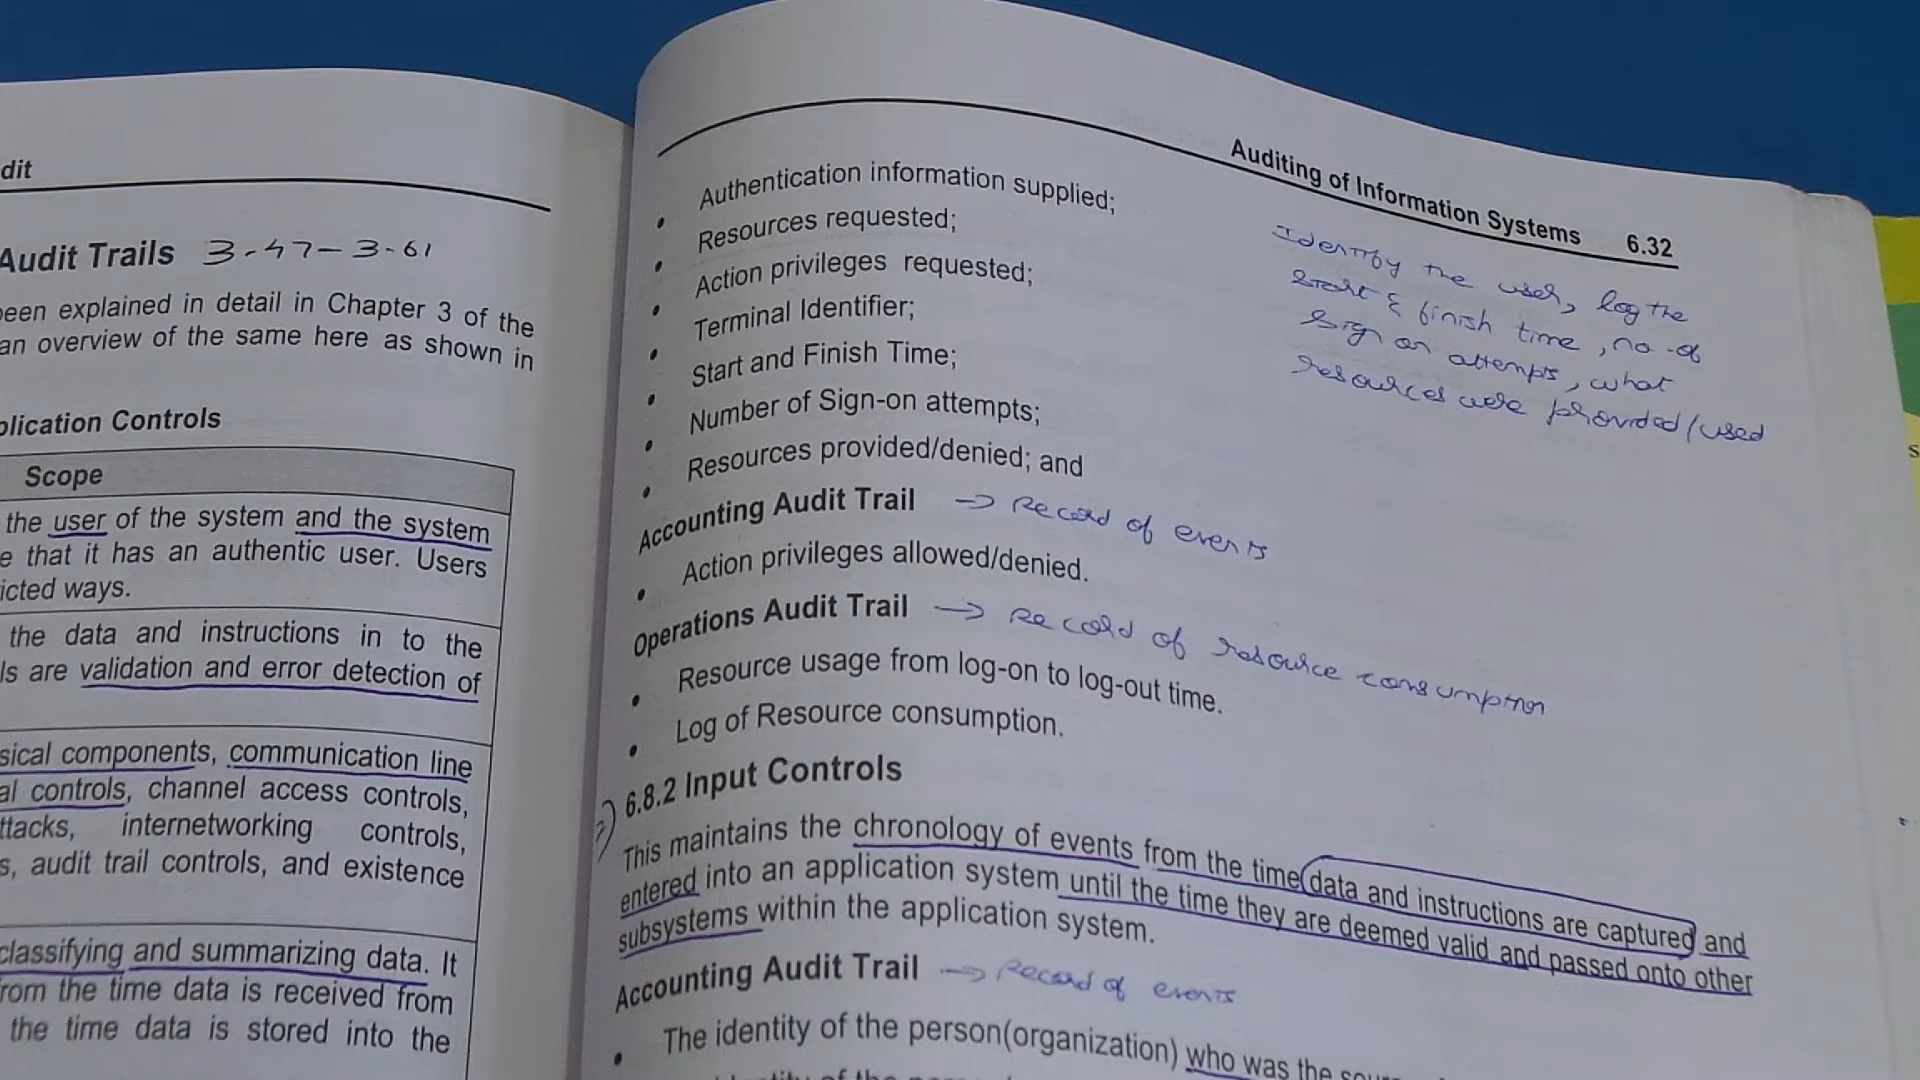 dit
Audit Trails 3.47-3.61
been explained in detail in Chapter 3 of the
an overview of the same here as shown in
plication Controls
Scope
the user of the system and the system
e that it has an authentic user. Users
icted ways.
the data and instructions in to the
ls are validation and error detection of
sical components, communication line
al controls, channel access controls,
ttacks, internetworking controls,
s, audit trail controls, and existence
classifying and summarizing data. It
rom the time data is received from
the time data is stored into the
Auditing of Information Systems 6.32
• Authentication information supplied;
• Resources requested;
• Action privileges requested;
• Terminal Identifier;
• Start and Finish Time;
• Number of Sign-on attempts;
• Resources provided/denied; and
Identify the user, log the
start & finish time, no. of
sign on attempts, what
resources were provided/used
Accounting Audit Trail → Record of events
• Action privileges allowed/denied.
Operations Audit Trail → Record of resource consumption
• Resource usage from log-on to log-out time.
• Log of Resource consumption.
6.8.2 Input Controls
This maintains the chronology of events from the time data and instructions are captured and
entered into an application system until the time they are deemed valid and passed onto other
subsystems within the application system.
Accounting Audit Trail → Record of events
• The identity of the person(organization) who was the